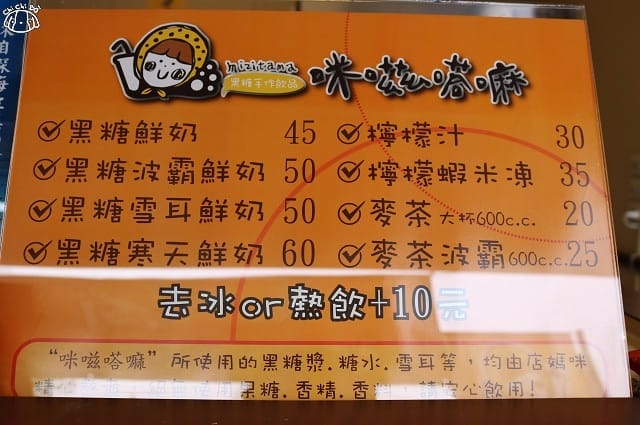 Chi Chi Bo
mizitama
黑糖手作飲品
咪嗞嗒嘛
黑糖鮮奶 45
黑糖波霸鮮奶 50
黑糖雪耳鮮奶 50
黑糖寒天鮮奶 60
檸檬汁 30
檸檬蝦米凍 35
麥茶 大杯600c.c. 20
麥茶波霸 600c.c. 25
去冰or熱飲+10元
“咪嗞嗒嘛”所使用的黑糖漿.糖水.雪耳等，均由店媽咪
使用果糖.香精.香料，請安心飲用!